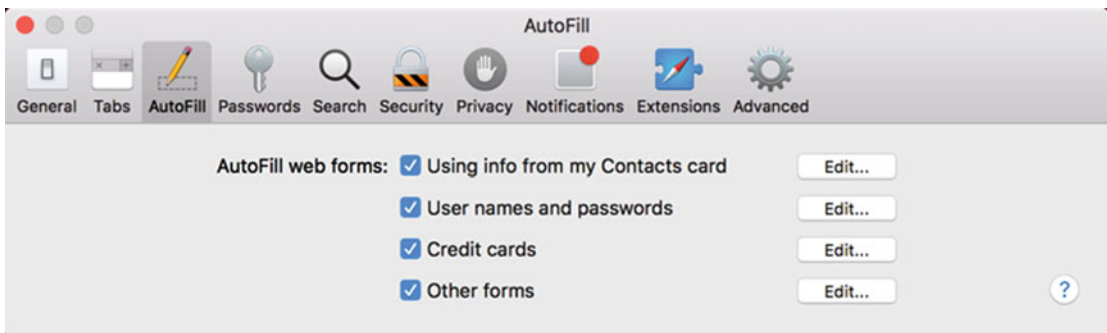 AutoFill
General Tabs AutoFill Passwords Search Security Privacy Notifications Extensions Advanced
AutoFill web forms: Using info from my Contacts card Edit...
User names and passwords Edit...
Credit cards Edit...
Other forms Edit...
?